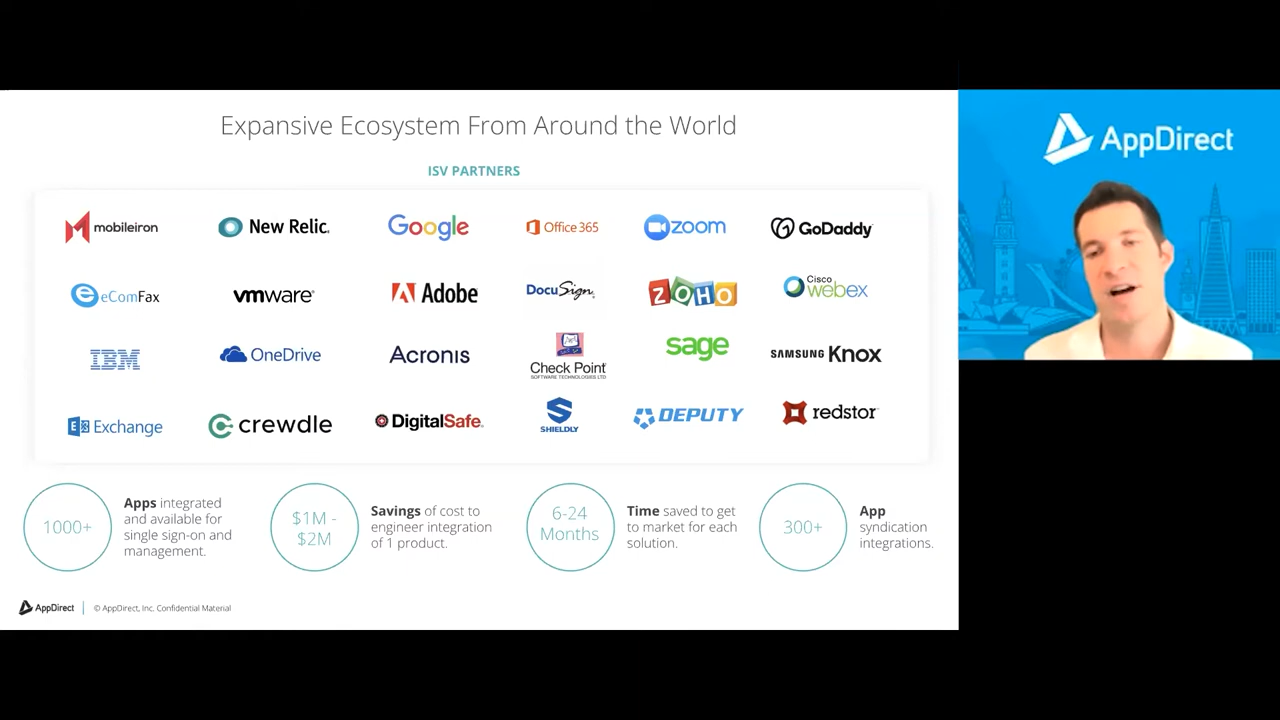 Expansive Ecosystem From Around the World
ISV PARTNERS
mobileiron
New Relic.
Google
Office 365
zoom
GoDaddy
eComFax
vmware
Adobe
DocuSign
ZOHO
Cisco
webex
IBM
OneDrive
Acronis
Check Point
SOFTWARE TECHNOLOGIES LTD
sage
SAMSUNG Knox
Exchange
crewdle
DigitalSafe
SHIELDLY
DEPUTY
redstor
1000+
Apps integrated
and available for
single sign-on and
management.
$1M -
$2M
Savings of cost to
engineer integration
of 1 product.
6-24
Months
Time saved to get
to market for each
solution.
300+
App
syndication
integrations.
AppDirect
© AppDirect, Inc. Confidential Material
AppDirect